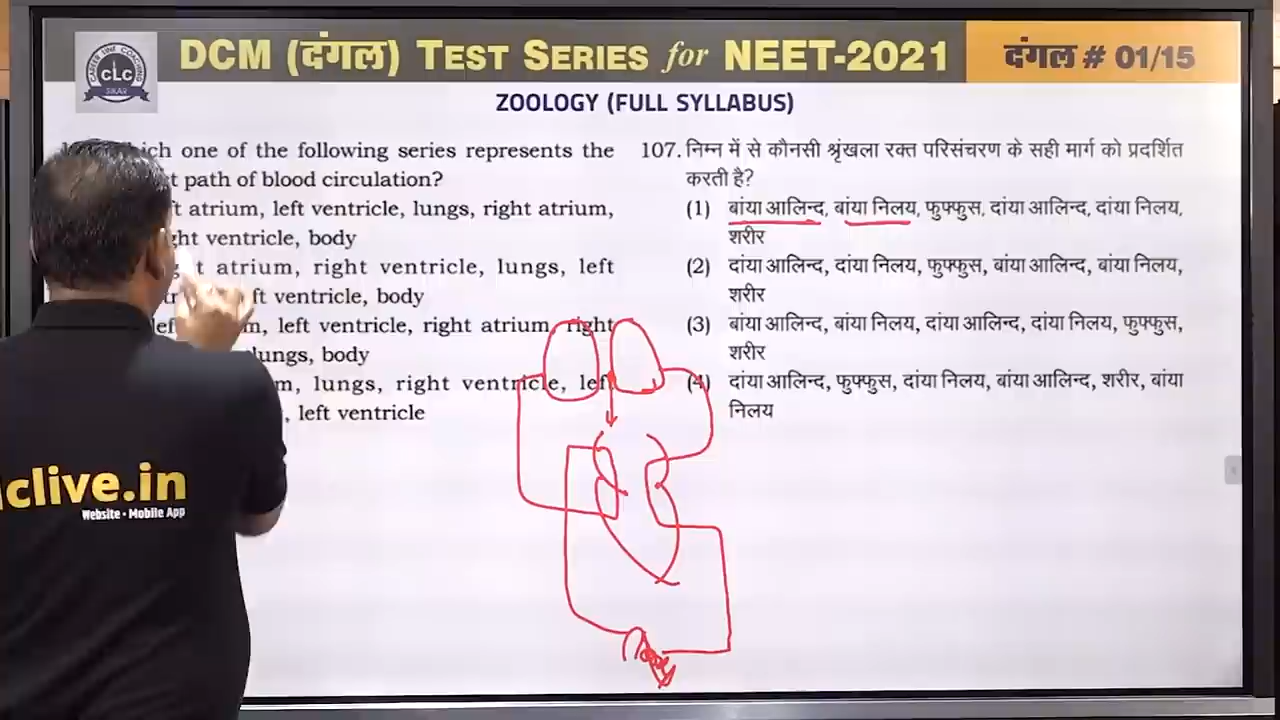 DCM (दंगल) TEST SERIES for NEET-2021
दंगल # 01/15
CLC
SIKAR
ZOOLOGY (FULL SYLLABUS)
one of the following series represents the
path of blood circulation?
atrium, left ventricle, lungs, right atrium,
ventricle, body
atrium, right ventricle, lungs, left
ventricle, body
left ventricle, right atrium, right
lungs, body
lungs, right ventricle, left
, left ventricle
107. निम्न में से कौनसी श्रृंखला रक्त परिसंचरण के सही मार्ग को प्रदर्शित
करती है?
(1) बांया आलिन्द, बांया निलय, फुफ्फुस, दांया आलिन्द, दांया निलय,
शरीर
(2) दांया आलिन्द, दांया निलय, फुफ्फुस, बांया आलिन्द, बांया निलय,
शरीर
(3) बांया आलिन्द, बांया निलय, दांया आलिन्द, दांया निलय, फुफ्फुस,
शरीर
(4) दांया आलिन्द, फुफ्फुस, दांया निलय, बांया आलिन्द, शरीर, बांया
निलय
clive.in
Website • Mobile App